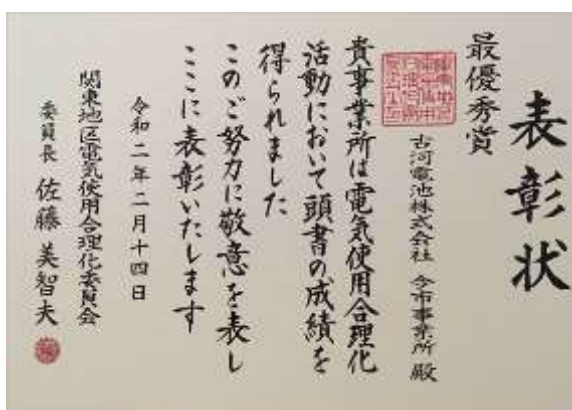 表彰状
最優秀賞
古河電池株式会社 今市事業所 殿
貴事業所は電気使用合理化
活動において頭書の成績を
得られました
このご努力に敬意を表し
ここに表彰いたします
令和二年二月十四日
関東地区電気使用合理化委員会
委員長 佐藤美智夫